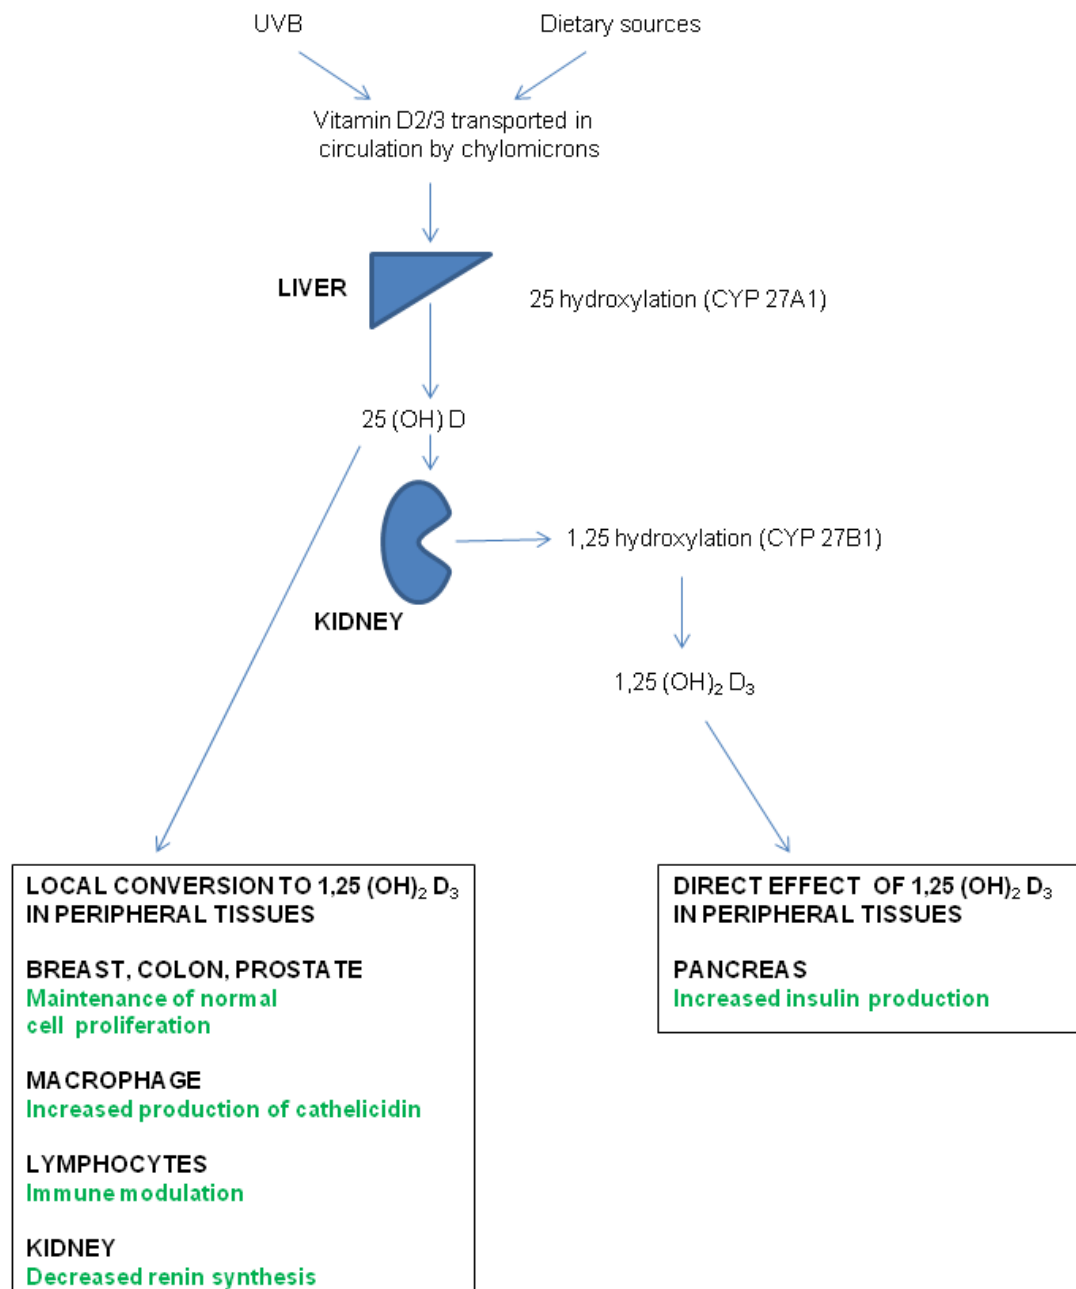 UVB
Dietary sources
Vitamin D2/3 transported in
circulation by chylomicrons
LIVER
25 hydroxylation (CYP 27A1)
25 (OH) D
1,25 hydroxylation (CYP 27B1)
KIDNEY
1,25 (OH)₂ D₃
LOCAL CONVERSION TO 1,25 (OH)₂ D₃
IN PERIPHERAL TISSUES
BREAST, COLON, PROSTATE
Maintenance of normal
cell proliferation
MACROPHAGE
Increased production of cathelicidin
LYMPHOCYTES
Immune modulation
KIDNEY
Decreased renin synthesis
DIRECT EFFECT OF 1,25 (OH)₂ D₃
IN PERIPHERAL TISSUES
PANCREAS
Increased insulin production